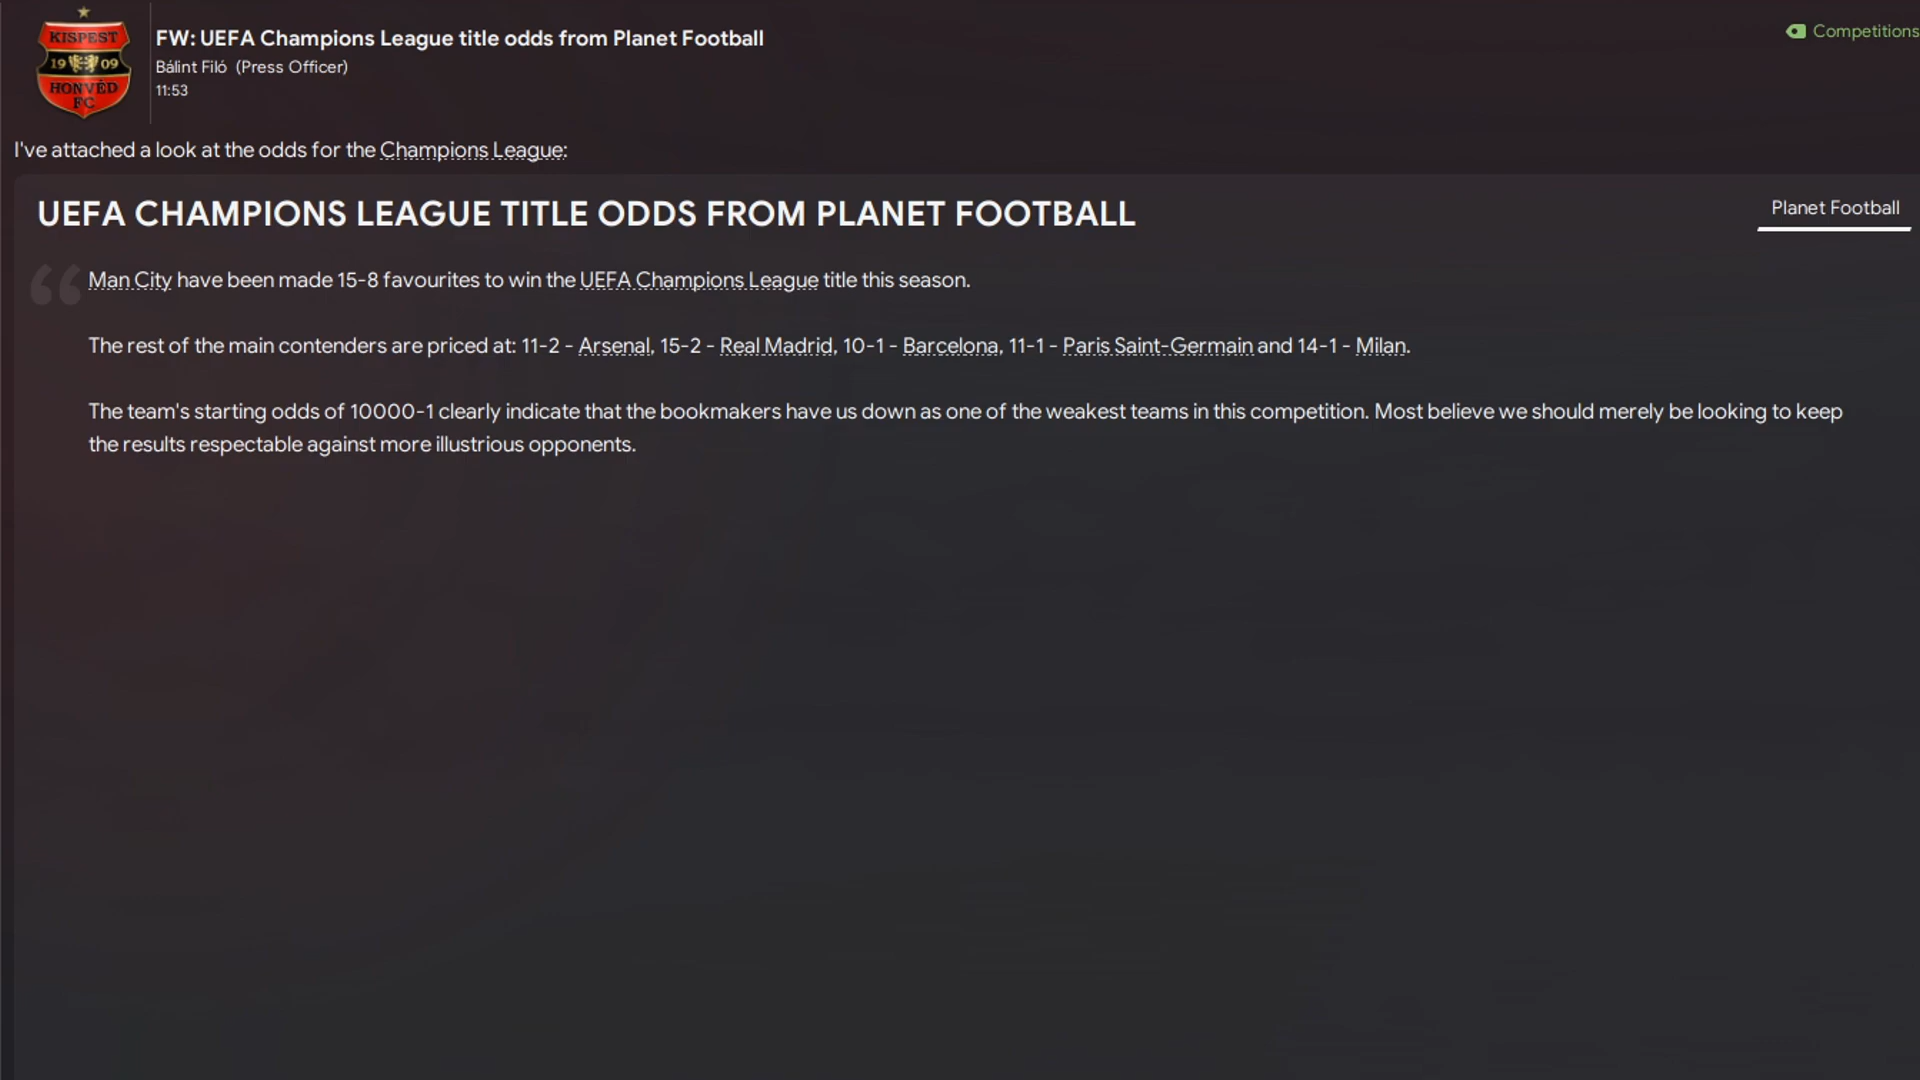 KISPEST
1909
HONVÉD
FC
FW: UEFA Champions League title odds from Planet Football
Bálint Filó (Press Officer)
11:53
Competitions
I've attached a look at the odds for the Champions League:
UEFA CHAMPIONS LEAGUE TITLE ODDS FROM PLANET FOOTBALL
Planet Football
Man City have been made 15-8 favourites to win the UEFA Champions League title this season.
The rest of the main contenders are priced at: 11-2 - Arsenal, 15-2 - Real Madrid, 10-1 - Barcelona, 11-1 - Paris Saint-Germain and 14-1 - Milan.
The team's starting odds of 10000-1 clearly indicate that the bookmakers have us down as one of the weakest teams in this competition. Most believe we should merely be looking to keep
the results respectable against more illustrious opponents.